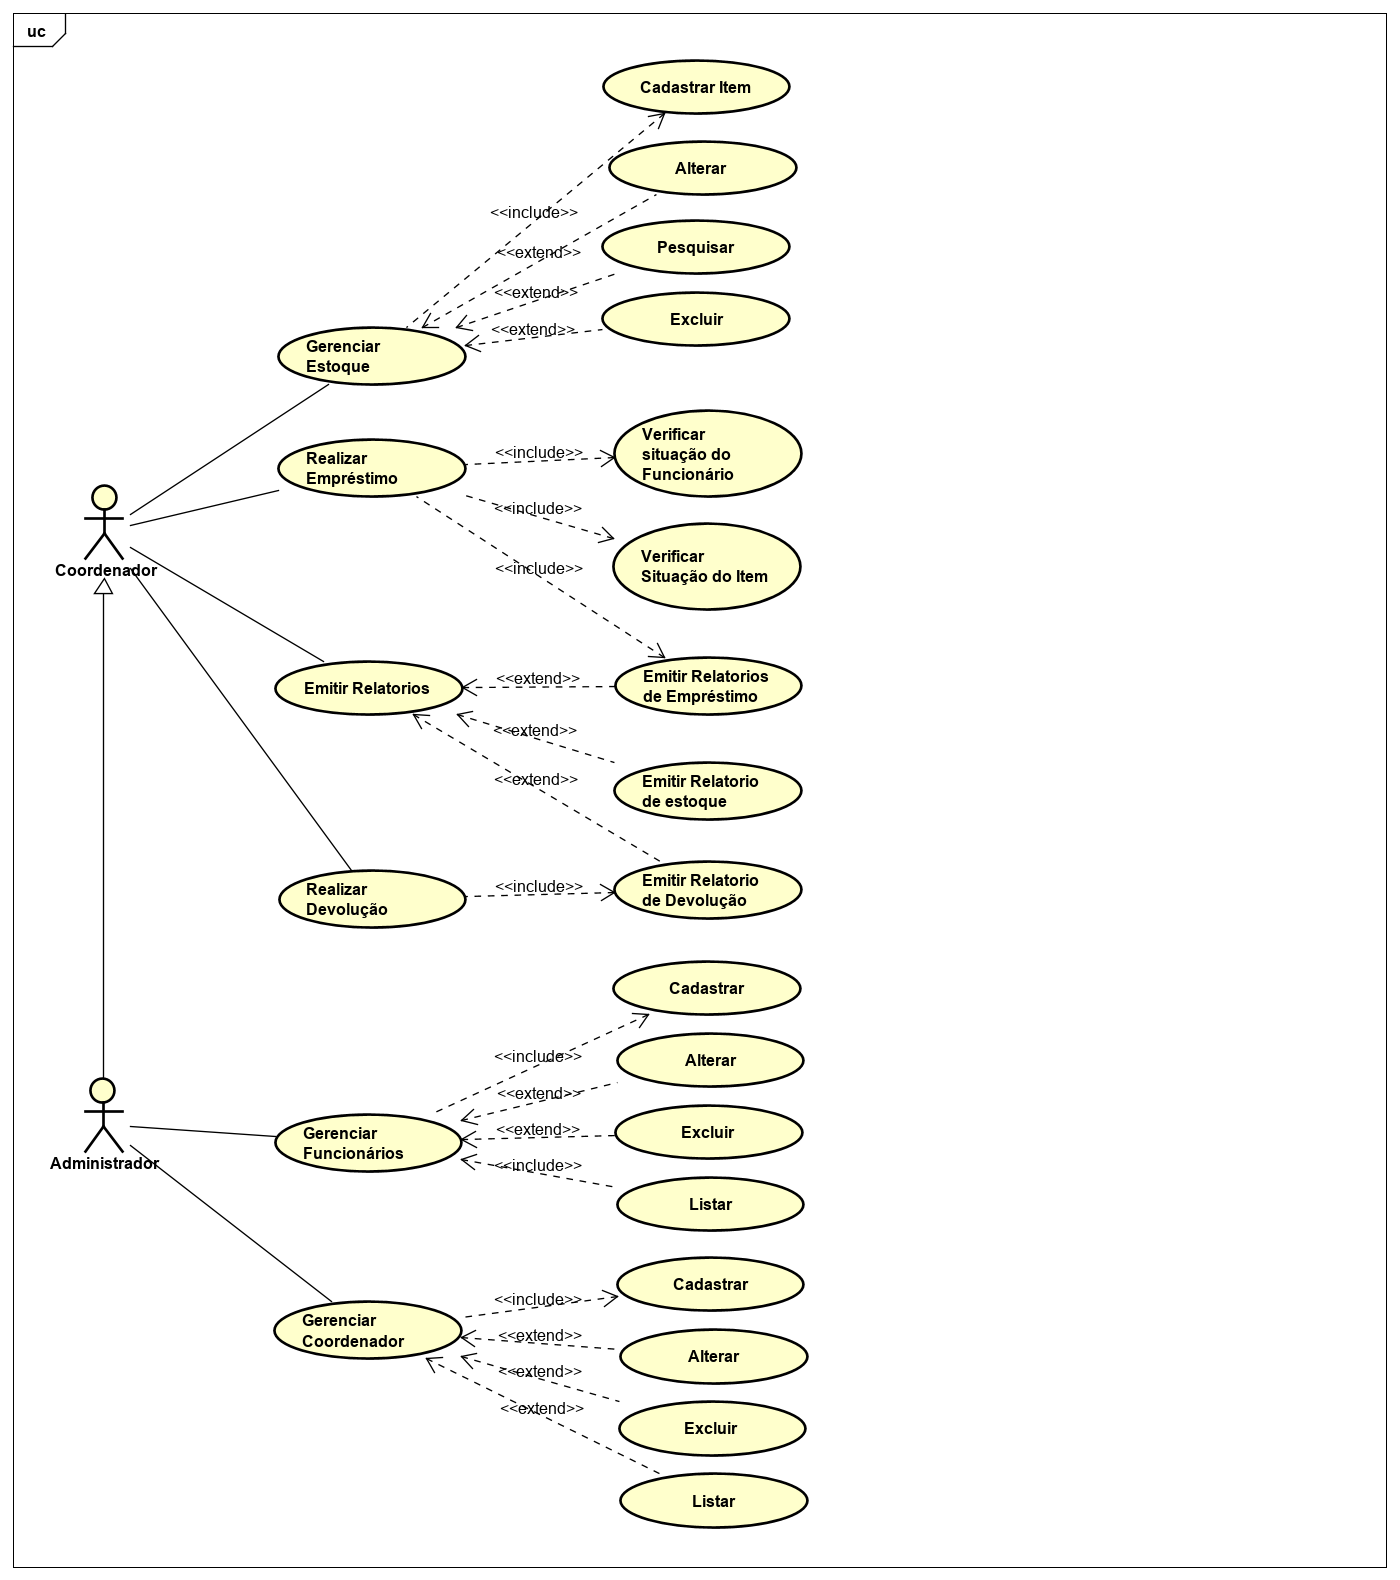 uc
Cadastrar Item
Alterar
<<include>>
Pesquisar
<<extend>>
<<extend>>
Excluir
<<extend>>
Gerenciar
Estoque
Realizar
Empréstimo
<<include>>
Verificar
situação do
Funcionário
<<include>>
Verificar
Situação do Item
Coordenador
<<include>>
Emitir Relatorios
<<extend>>
Emitir Relatorios
de Empréstimo
<<extend>>
<<extend>>
Emitir Relatorio
de estoque
Realizar
Devolução
<<include>>
Emitir Relatorio
de Devolução
Cadastrar
<<include>>
Alterar
<<extend>>
Gerenciar
Funcionários
<<extend>>
Excluir
Administrador
<<include>>
Listar
Cadastrar
<<include>>
Gerenciar
Coordenador
<<extend>>
Alterar
<<extend>>
<<extend>>
Excluir
Listar